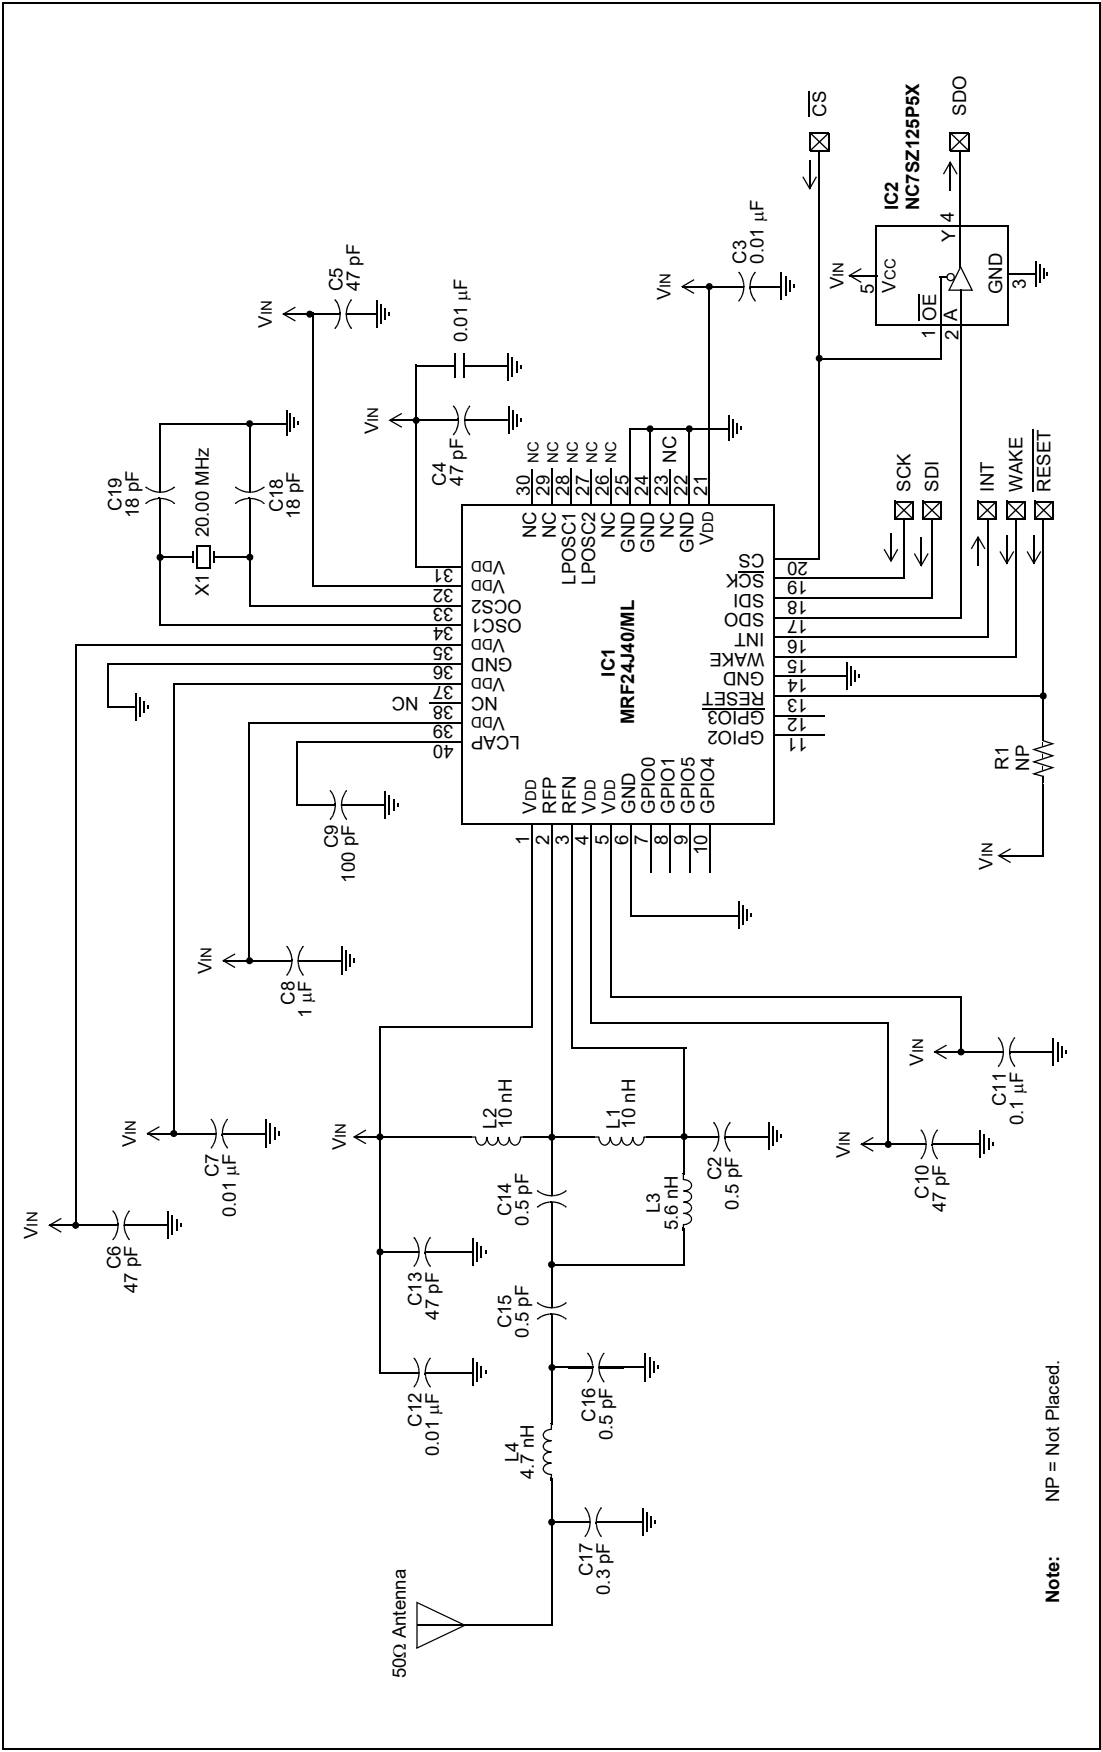 50Ω Antenna
C17
0.3 pF
L4
4.7 nH
C16
0.5 pF
C15
0.5 pF
C14
0.5 pF
C12
0.01 µF
C13
47 pF
VIN
L2
10 nH
L1
10 nH
L3
5.6 nH
C2
0.5 pF
VIN
C6
47 pF
VIN
C7
0.01 µF
VIN
C8
1 µF
C9
100 pF
VIN
C10
47 pF
VIN
C11
0.1 µF
C19
18 pF
X1
20.00 MHz
C18
18 pF
VIN
C5
47 pF
VIN
C4
47 pF
0.01 µF
VIN
C3
0.01 µF
IC1
MRF24J40/ML
1 VDD
2 RFP
3 RFN
4 VDD
5 VDD
6 GND
7 GPIO0
8 GPIO1
9 GPIO5
10 GPIO4
11 GPIO2
12 GPIO3
13 RESET
14 GND
15 WAKE
16 INT
17 SDO
18 SDI
19 SCK
20 CS
21 VDD
22 GND
23 NC NC
24 GND
25 GND
26 NC NC
27 LPOSC2 NC
28 LPOSC1 NC
29 NC NC
30 NC NC
31 VDD
32 VDD
33 OCS2
34 OSC1
35 VDD
36 GND
37 VDD
38 NC NC
39 VDD
40 LCAP
CS
IC2
NC7SZ125P5X
VIN
5 VCC
1 OE
2 A
Y 4
GND
3
SDO
SCK
SDI
INT
WAKE
RESET
R1
NP
VIN
Note: NP = Not Placed.